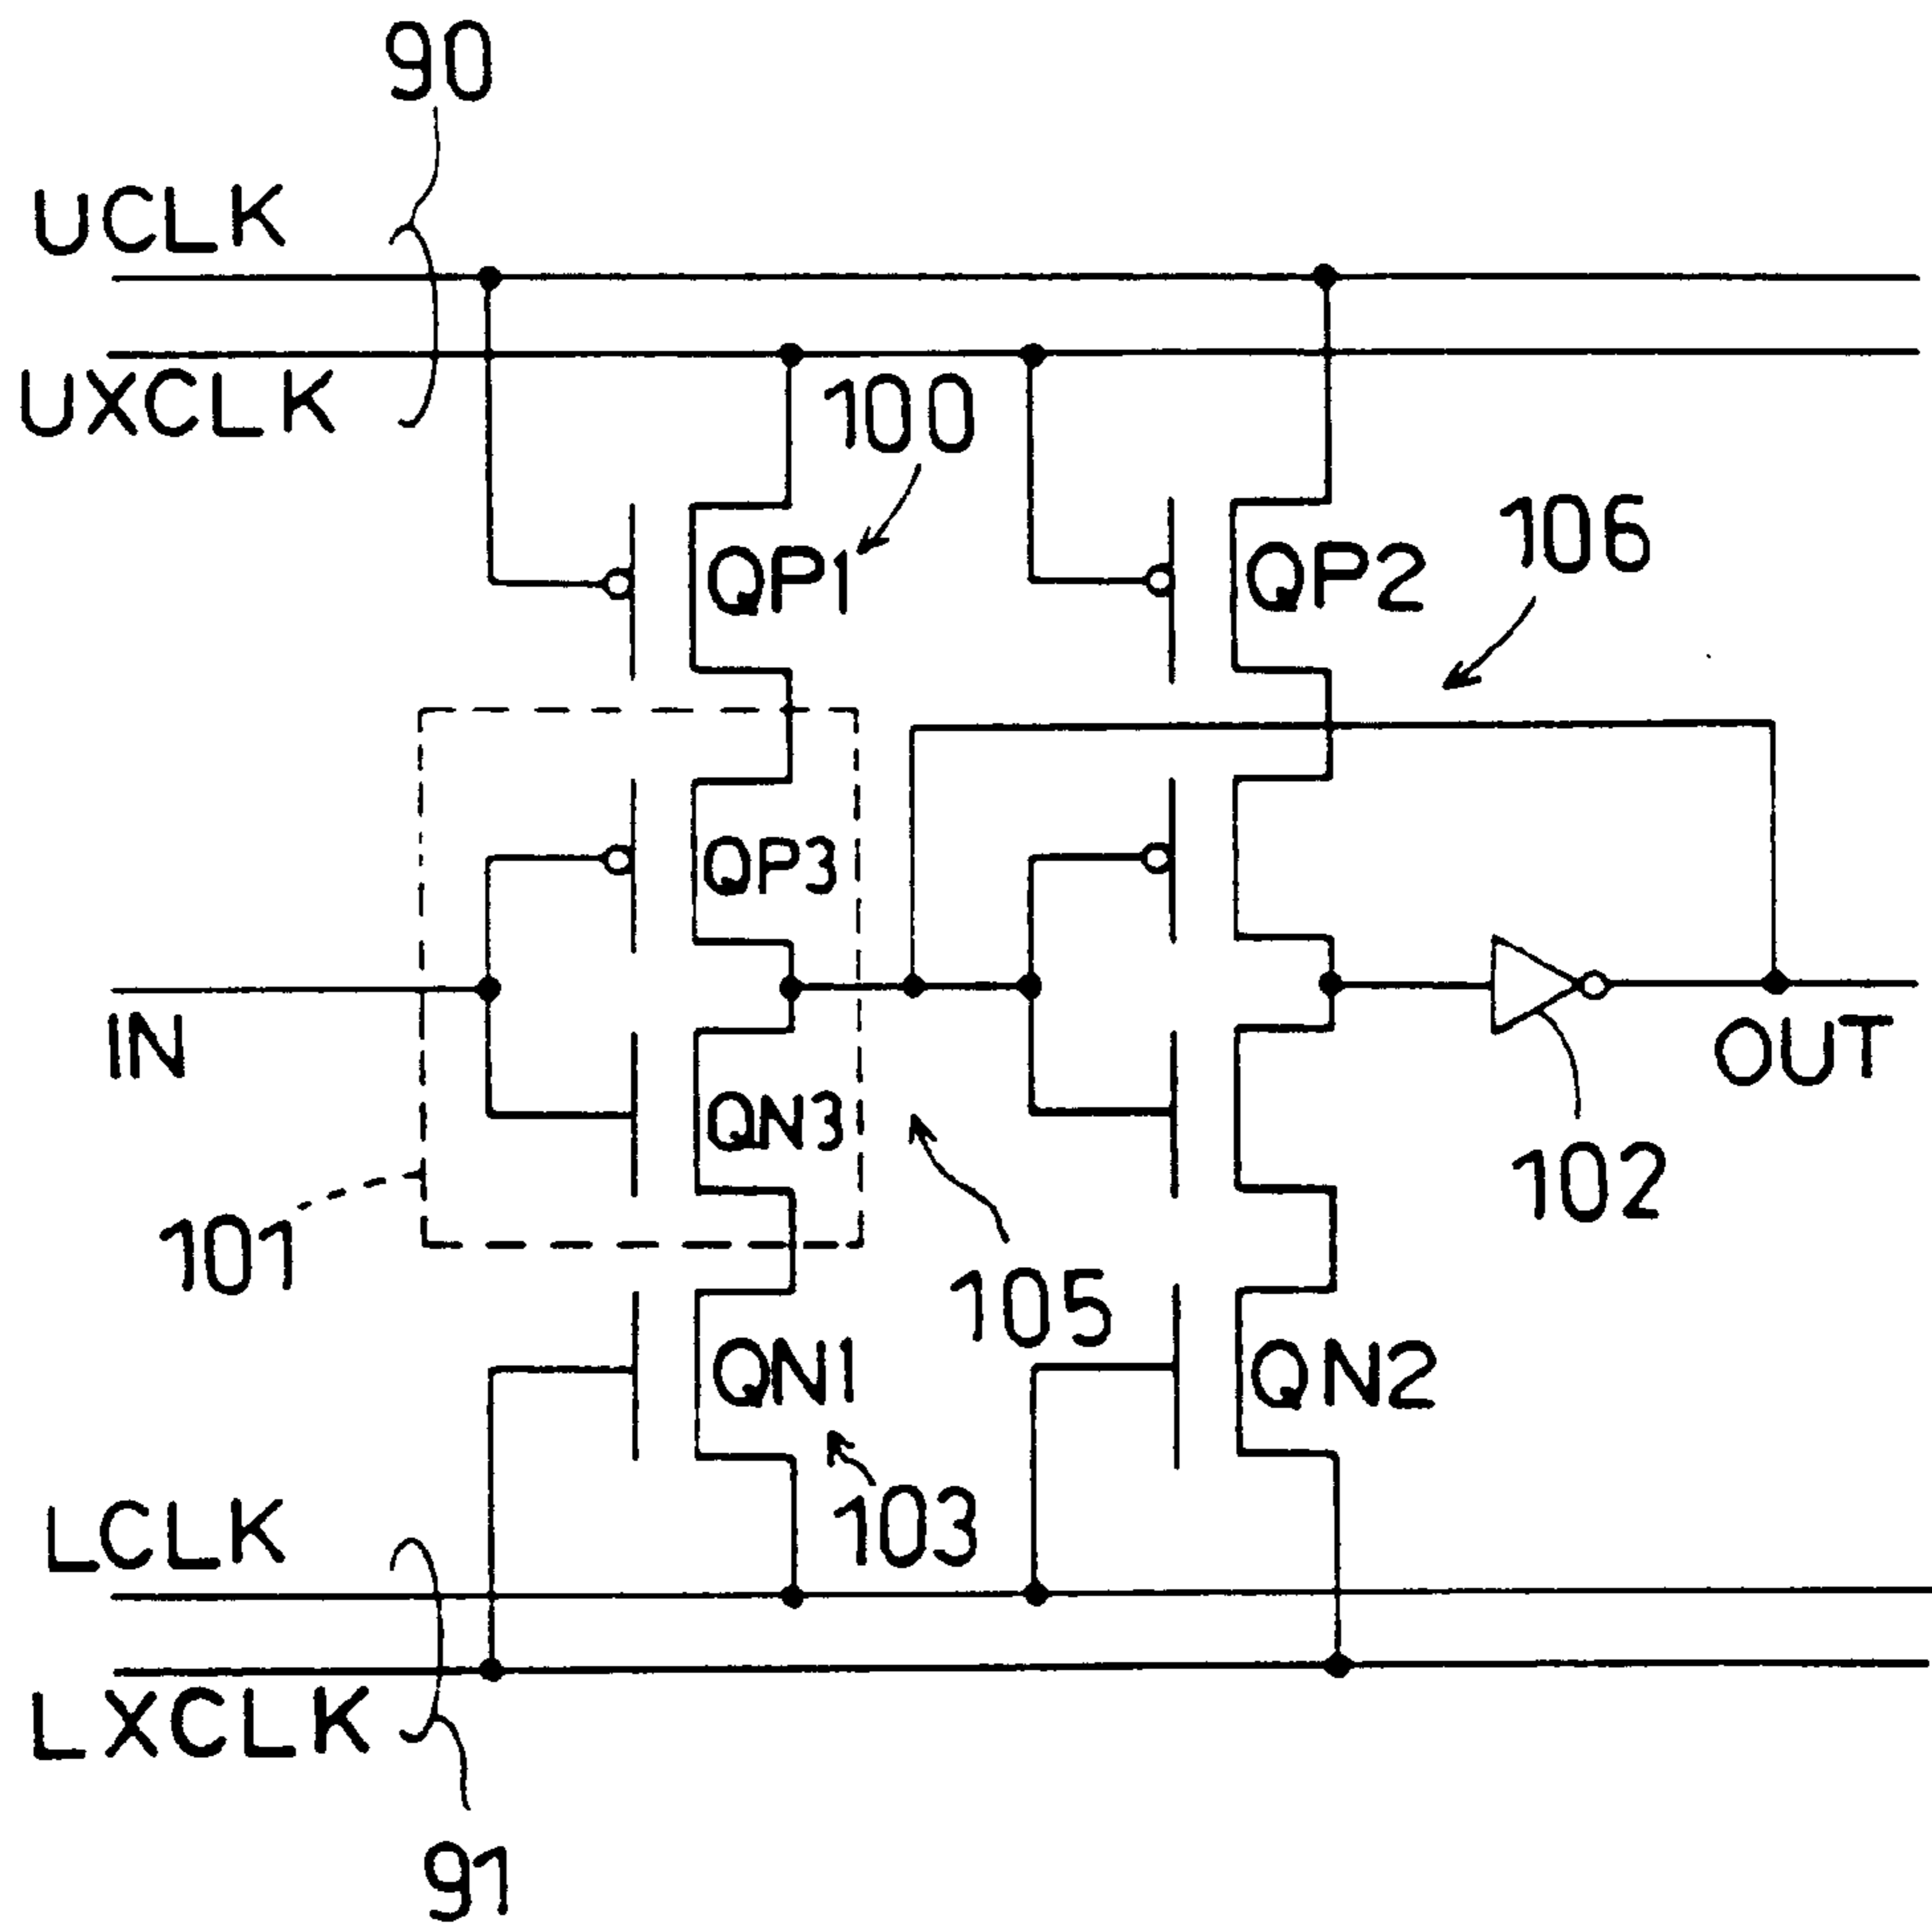 90
UCLK
UXCLK
100
QP1
QP2
106
QP3
IN
OUT
QN3
102
101
105
QN1
QN2
103
LCLK
LXCLK
91